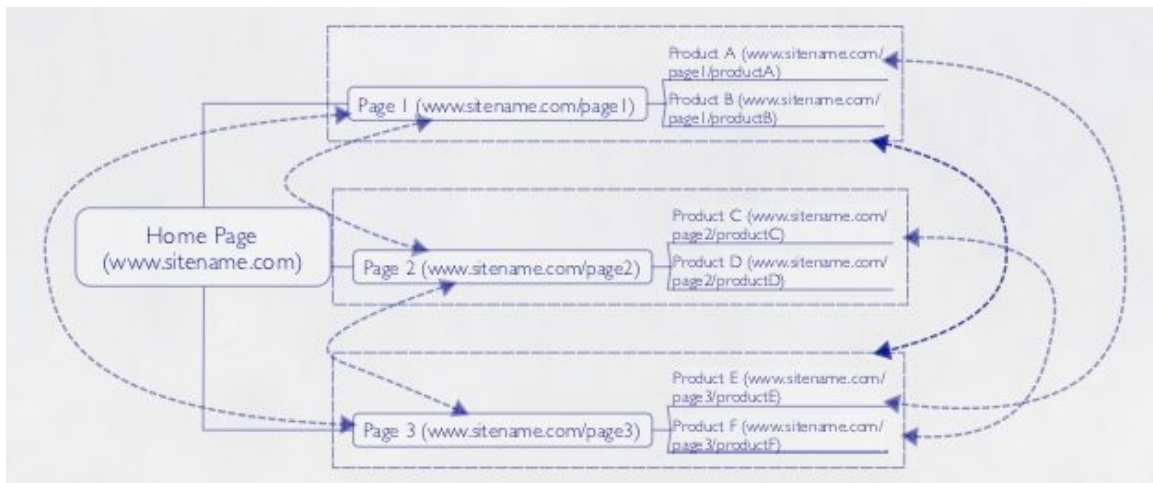 Product A (www.sitename.com/
page1/productA)
Page 1 (www.sitename.com/page1)
Product B (www.sitename.com/
page1/productB)
Home Page
(www.sitename.com)
Product C (www.sitename.com/
page2/productC)
Page 2 (www.sitename.com/page2)
Product D (www.sitename.com/
page2/productD)
Product E (www.sitename.com/
page3/productE)
Page 3 (www.sitename.com/page3)
Product F (www.sitename.com/
page3/productF)